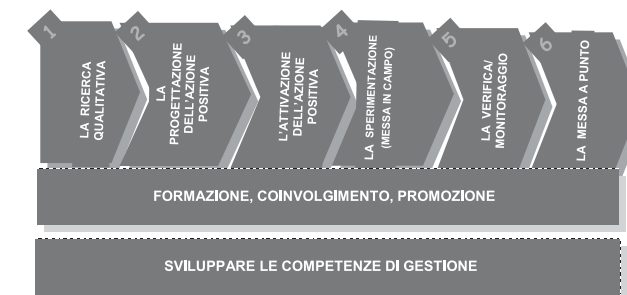 1
LA RICERCA
QUALITATIVA
2
LA
PROGETTAZIONE
DELL'AZIONE
POSITIVA
3
L'ATTIVAZIONE
DELL'AZIONE
POSITIVA
4
LA SPERIMENTAZIONE
(MESSA IN CAMPO)
5
LA VERIFICA/
MONITORAGGIO
6
LA MESSA A PUNTO
FORMAZIONE, COINVOLGIMENTO, PROMOZIONE
SVILUPPARE LE COMPETENZE DI GESTIONE